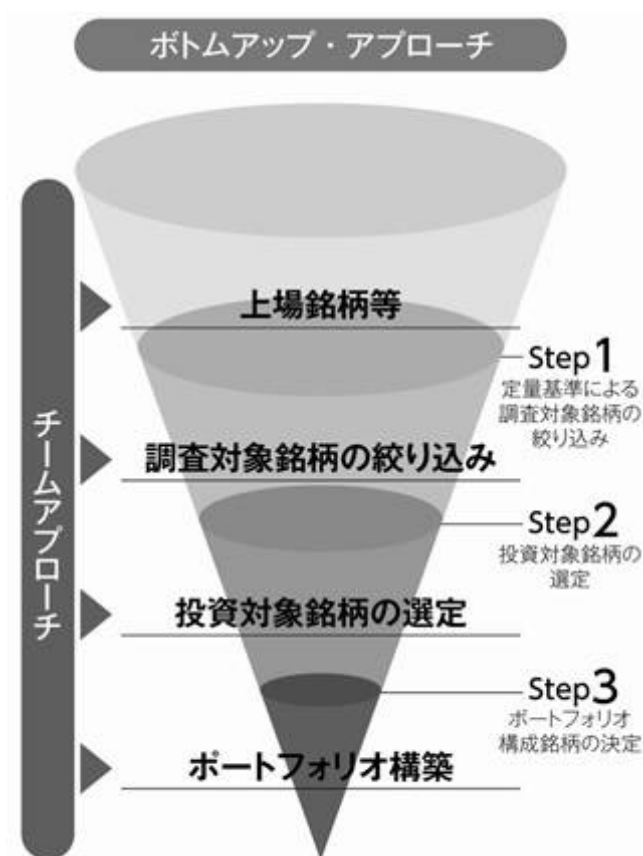 ボトムアップ・アプローチ
チームアプローチ
上場銘柄等
Step1
定量基準による
調査対象銘柄の
絞り込み
調査対象銘柄の絞り込み
Step2
投資対象銘柄の
選定
投資対象銘柄の選定
Step3
ポートフォリオ
構成銘柄の決定
ポートフォリオ構築